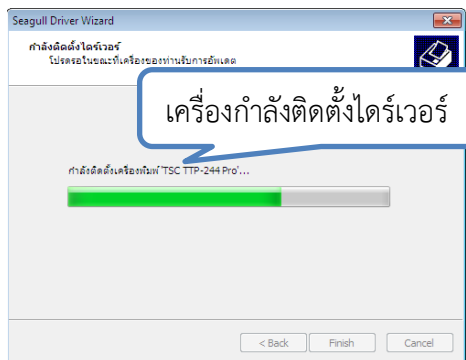 Seagull Driver Wizard
กำลังติดตั้งไดร์เวอร์
โปรดรอในขณะที่เครื่องของท่านรับการอัพเดต
เครื่องกำลังติดตั้งไดร์เวอร์
กำลังติดตั้งเครื่องพิมพ์ 'TSC TTP-244 Pro'...
< Back
Finish
Cancel